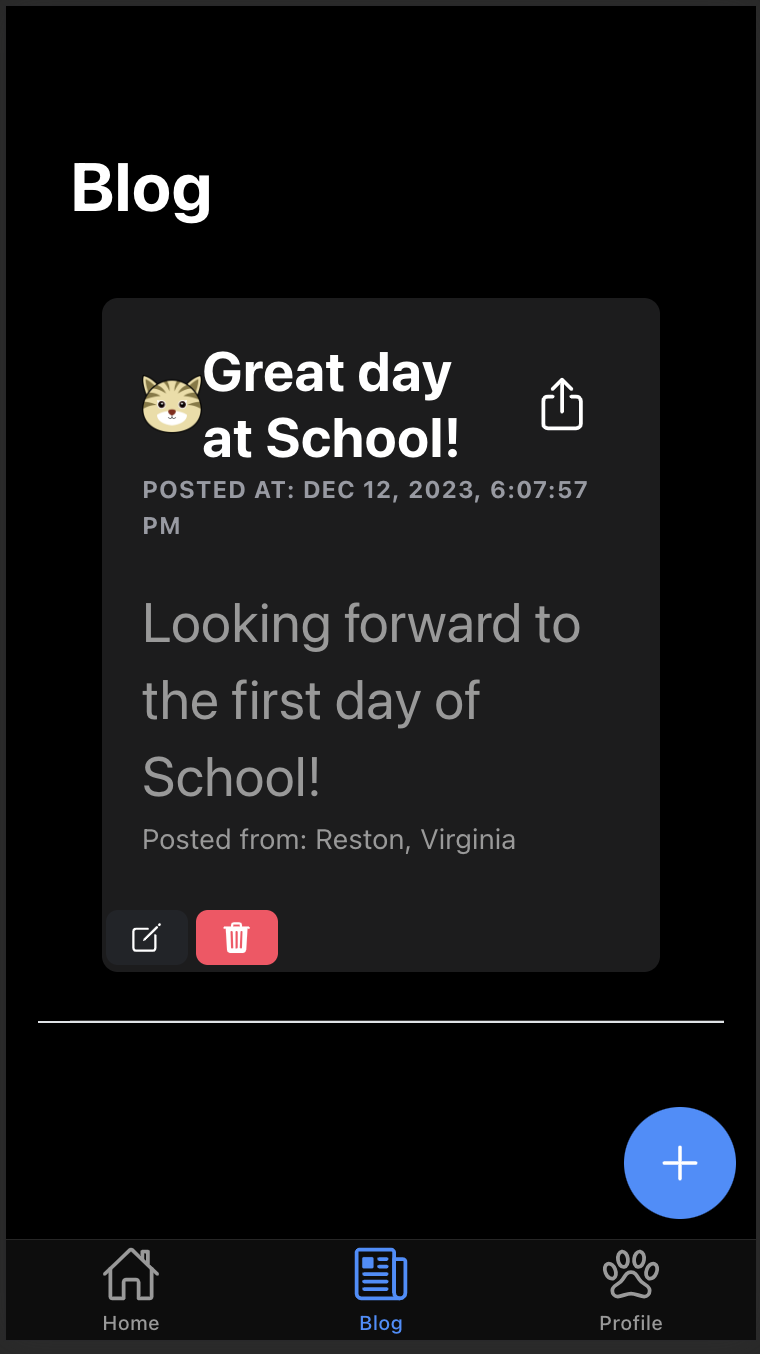 Blog
Great day
at School!
POSTED AT: DEC 12, 2023, 6:07:57
PM
Looking forward to
the first day of
School!
Posted from: Reston, Virginia
Home
Blog
Profile